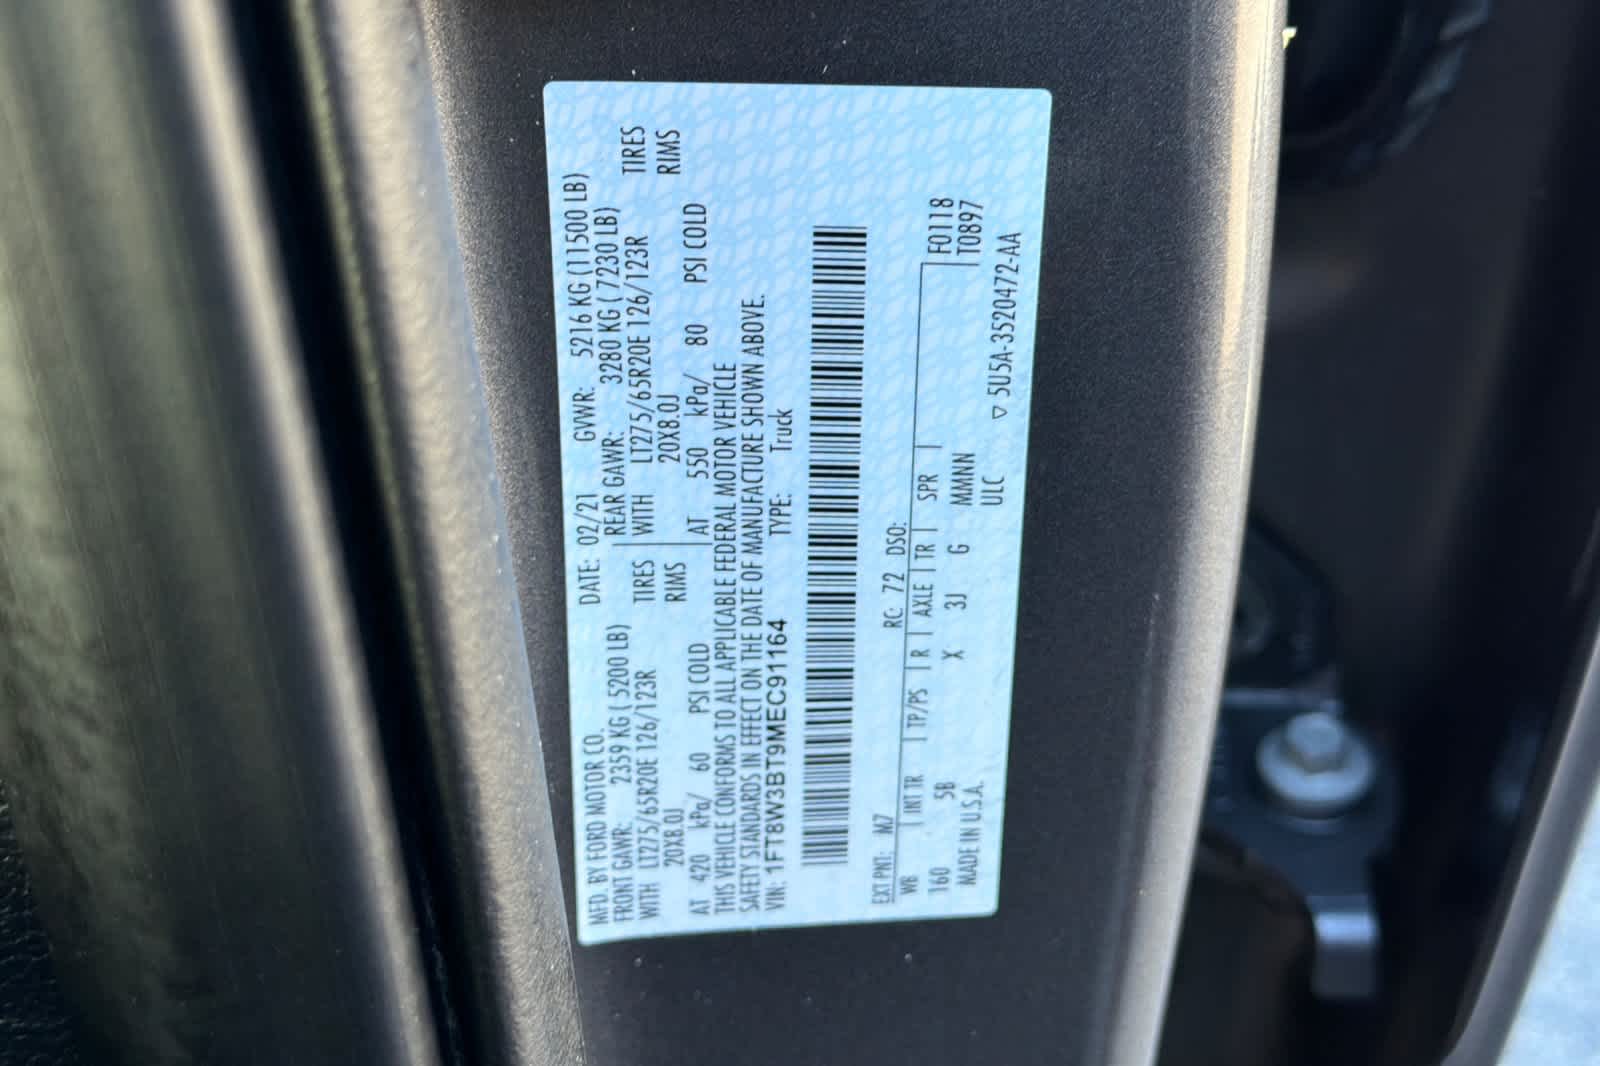 MFD. BY FORD MOTOR CO. DATE: 02/21 GVWR: 5216 KG (11500 LB)
FRONT GAWR: 2359 KG ( 5200 LB) REAR GAWR: 3280 KG ( 7230 LB)
WITH LT275/65R20E 126/123R TIRES WITH LT275/65R20E 126/123R TIRES
20X8.0J RIMS 20X8.0J RIMS
AT 420 kPa/ 60 PSI COLD AT 550 kPa/ 80 PSI COLD
THIS VEHICLE CONFORMS TO ALL APPLICABLE FEDERAL MOTOR VEHICLE
SAFETY STANDARDS IN EFFECT ON THE DATE OF MANUFACTURE SHOWN ABOVE.
VIN: 1FT8W3BT9MEC91164 TYPE: Truck
EXT PNT: M7 RC: 72 DSO:
WB INT TR TP/PS R AXLE TR SPR F0118
160 5B X 3J G MMNN T0897
MADE IN U.S.A. ULC
▽ 5U5A-3520472-AA